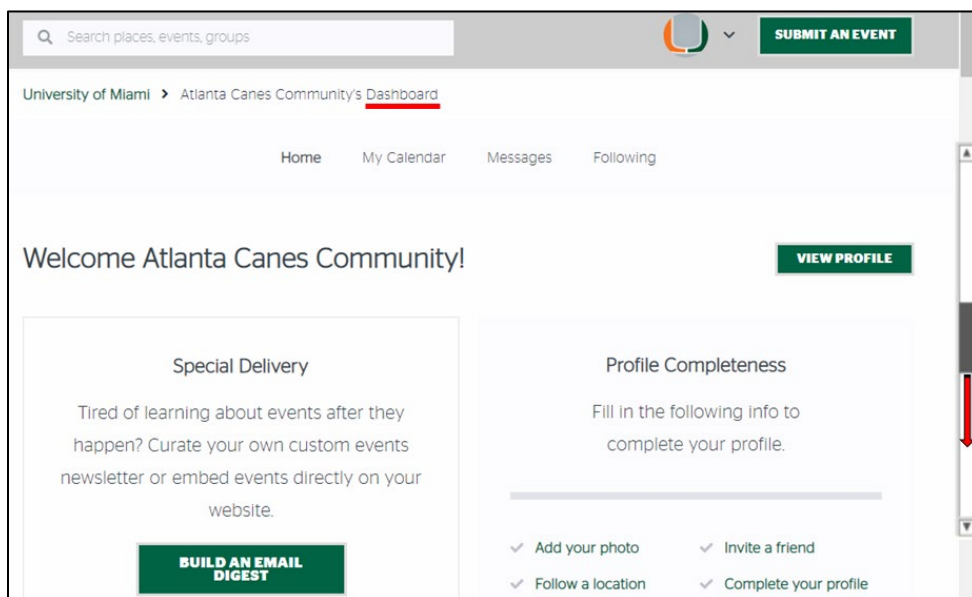 Search places, events, groups
SUBMIT AN EVENT
University of Miami > Atlanta Canes Community's Dashboard
Home My Calendar Messages Following
Welcome Atlanta Canes Community!
VIEW PROFILE
Special Delivery
Tired of learning about events after they
happen? Curate your own custom events
newsletter or embed events directly on your
website.
BUILD AN EMAIL
DIGEST
Profile Completeness
Fill in the following info to
complete your profile.
Add your photo
Invite a friend
Follow a location
Complete your profile